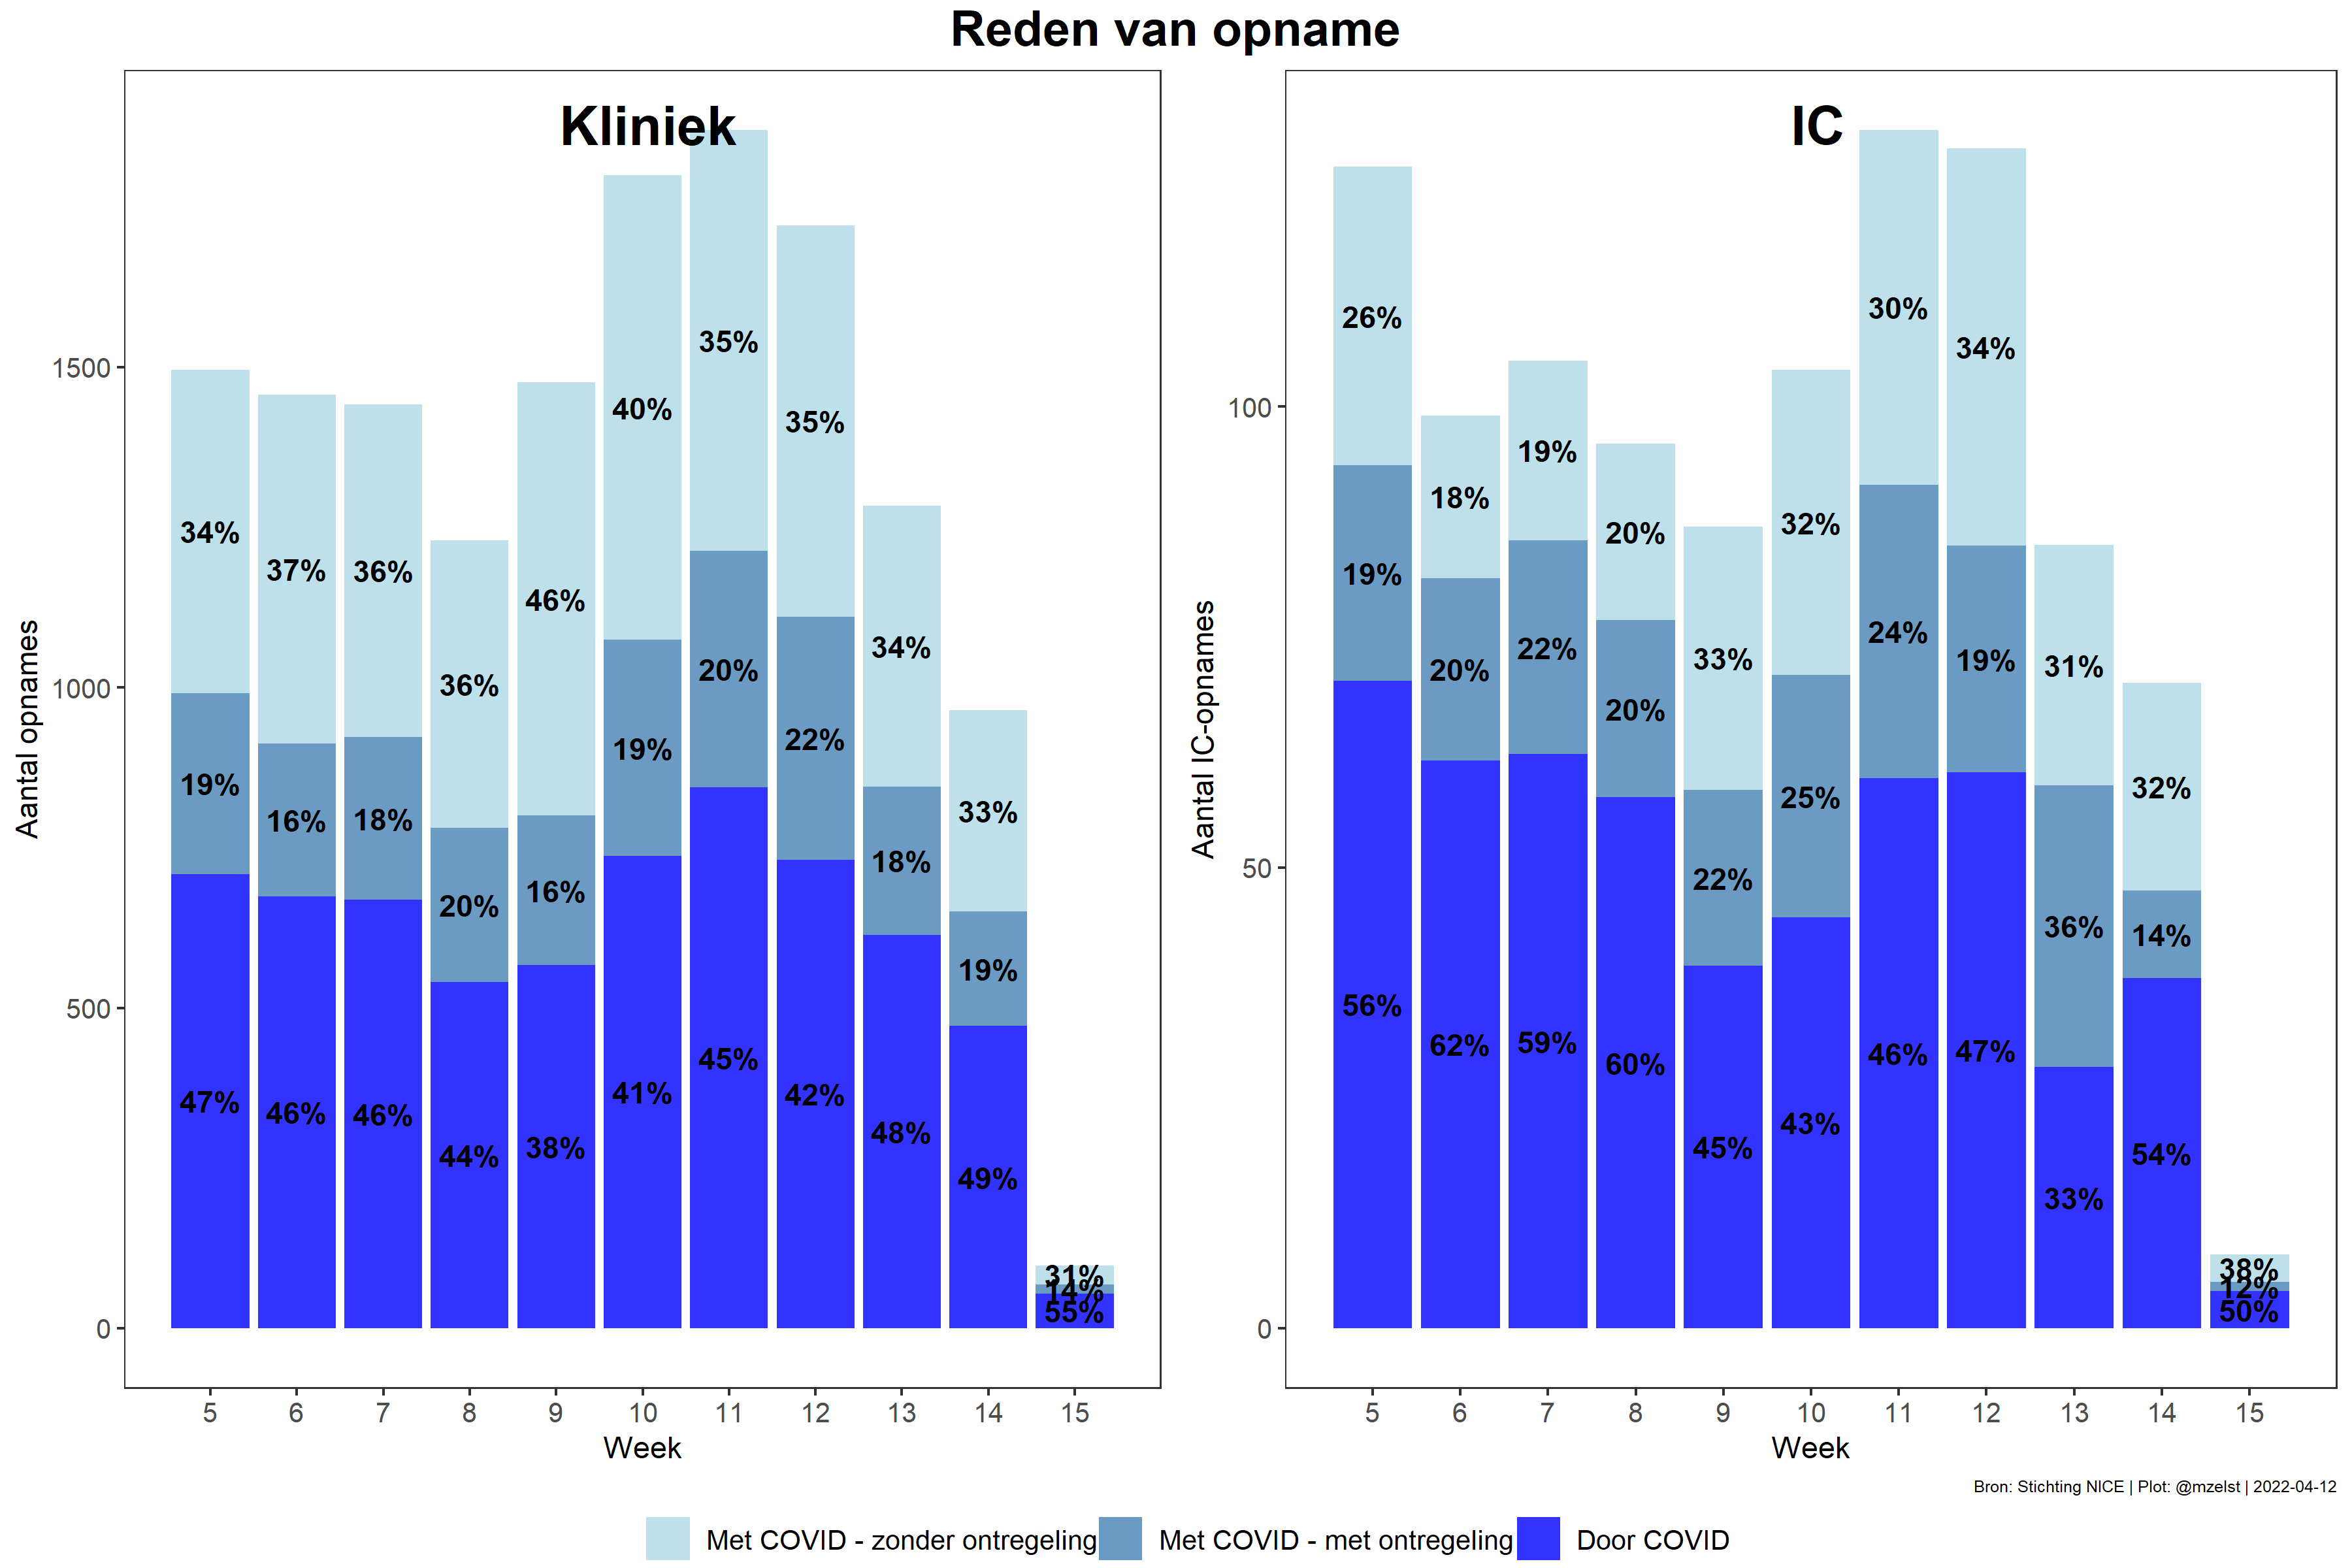 Reden van opname
Kliniek
Aantal opnames
1500
1000
500
0
34% 37% 36% 36% 46% 40% 35% 35% 34% 33% 31%
19% 16% 18% 20% 16% 19% 20% 22% 18% 19% 14%
47% 46% 46% 44% 38% 41% 45% 42% 48% 49% 55%
5 6 7 8 9 10 11 12 13 14 15
Week
IC
Aantal IC-opnames
100
50
0
26% 18% 19% 20% 33% 32% 30% 34% 31% 32% 38%
19% 20% 22% 20% 22% 25% 24% 19% 36% 14% 12%
56% 62% 59% 60% 45% 43% 46% 47% 33% 54% 50%
5 6 7 8 9 10 11 12 13 14 15
Week
Bron: Stichting NICE | Plot: @mzelst | 2022-04-12
Met COVID - zonder ontregeling Met COVID - met ontregeling Door COVID